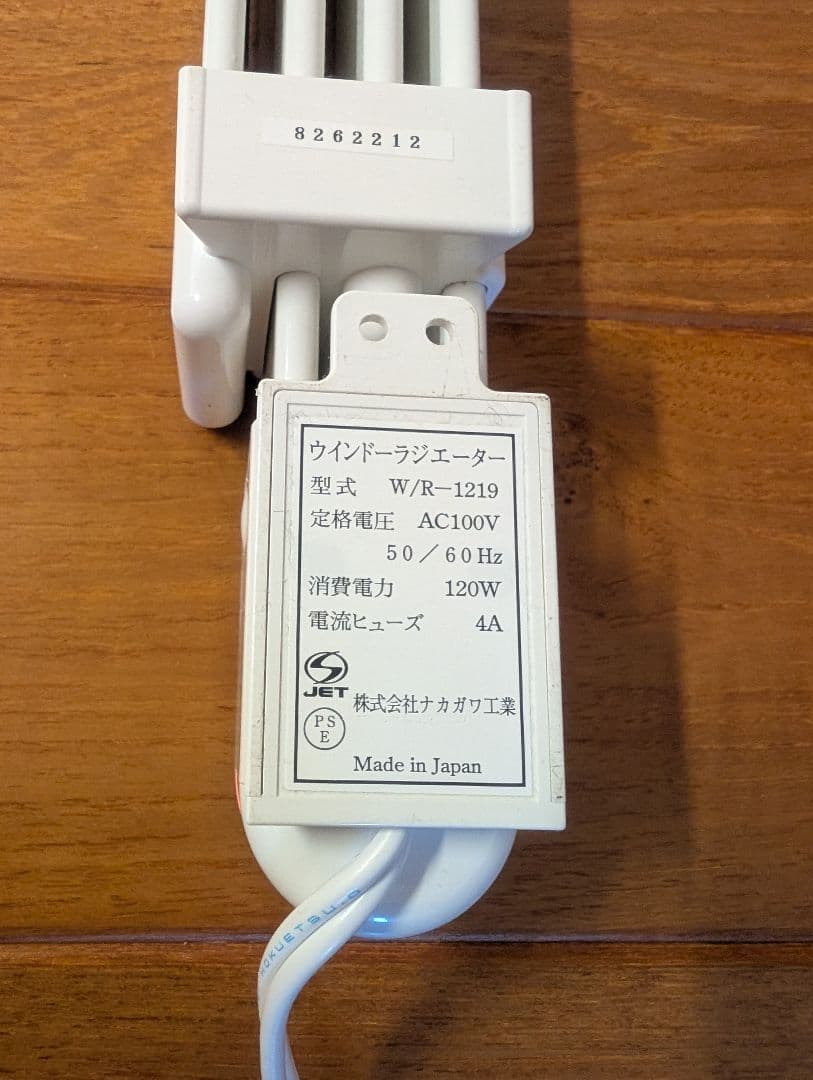 8262212
ウインドーラジエーター
型式 W/R-1219
定格電圧 AC100V
50/60Hz
消費電力 120W
電流ヒューズ 4A
JET
株式会社ナカガワ工業
PS
E
Made in Japan